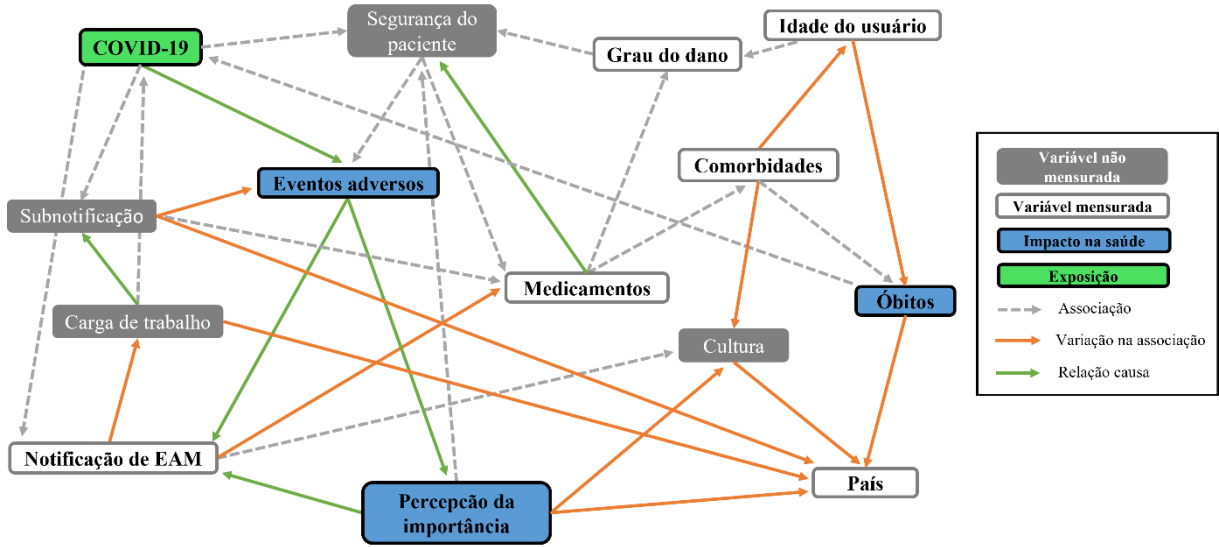 Segurança do
paciente
Idade do usuário
COVID-19
Grau do dano
Comorbidades
Eventos adversos
Subnotificação
Medicamentos
Óbitos
Carga de trabalho
Cultura
Notificação de EAM
País
Percepcão da
importância
Variável não
mensurada
Variável mensurada
Impacto na saúde
Exposição
Associação
Variação na associação
Relação causa